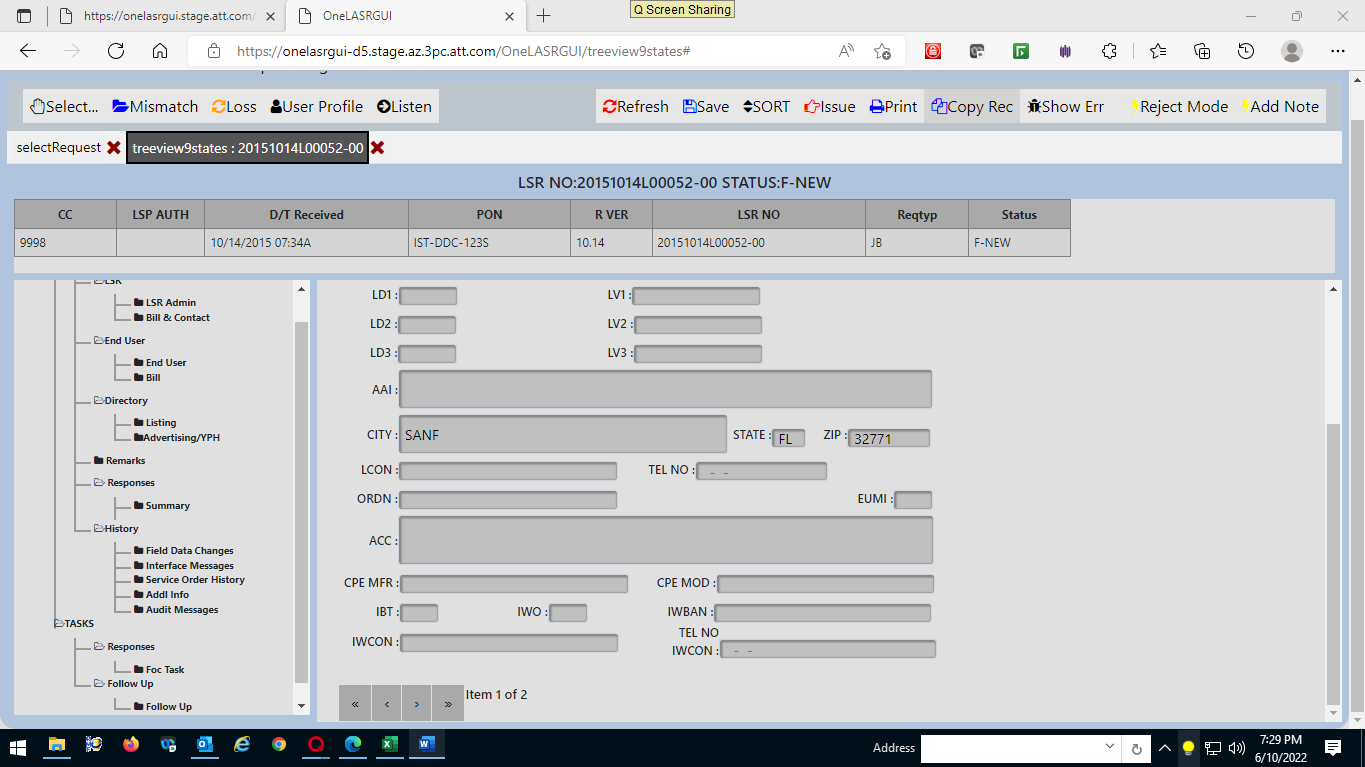 Q Screen Sharing
https://onelasrgui.stage.att.com/
OneLASRGUI
https://onelasrgui-d5.stage.az.3pc.att.com/OneLASRGUI/treeview9states#
Select... Mismatch Loss User Profile Listen Refresh Save SORT Issue Print Copy Rec Show Err Reject Mode Add Note
selectRequest treeview9states : 20151014L00052-00
LSR NO:20151014L00052-00 STATUS:F-NEW
CC LSP AUTH D/T Received PON R VER LSR NO Reqtyp Status
9998 10/14/2015 07:34A IST-DDC-123S 10.14 20151014L00052-00 JB F-NEW
LSR
LSR Admin
Bill & Contact
End User
End User
Bill
Directory
Listing
Advertising/YPH
Remarks
Responses
Summary
History
Field Data Changes
Interface Messages
Service Order History
Addl Info
Audit Messages
TASKS
Responses
Foc Task
Follow Up
Follow Up
LD1 : LV1 :
LD2 : LV2 :
LD3 : LV3 :
AAI :
CITY : SANF STATE : FL ZIP : 32771
LCON : TEL NO : _ - _ -
ORDN : EUMI :
ACC :
CPE MFR : CPE MOD :
IBT : IWO : IWBAN :
TEL NO
IWCON : IWCON : - -
« ‹ › » Item 1 of 2
Address
7:29 PM
6/10/2022